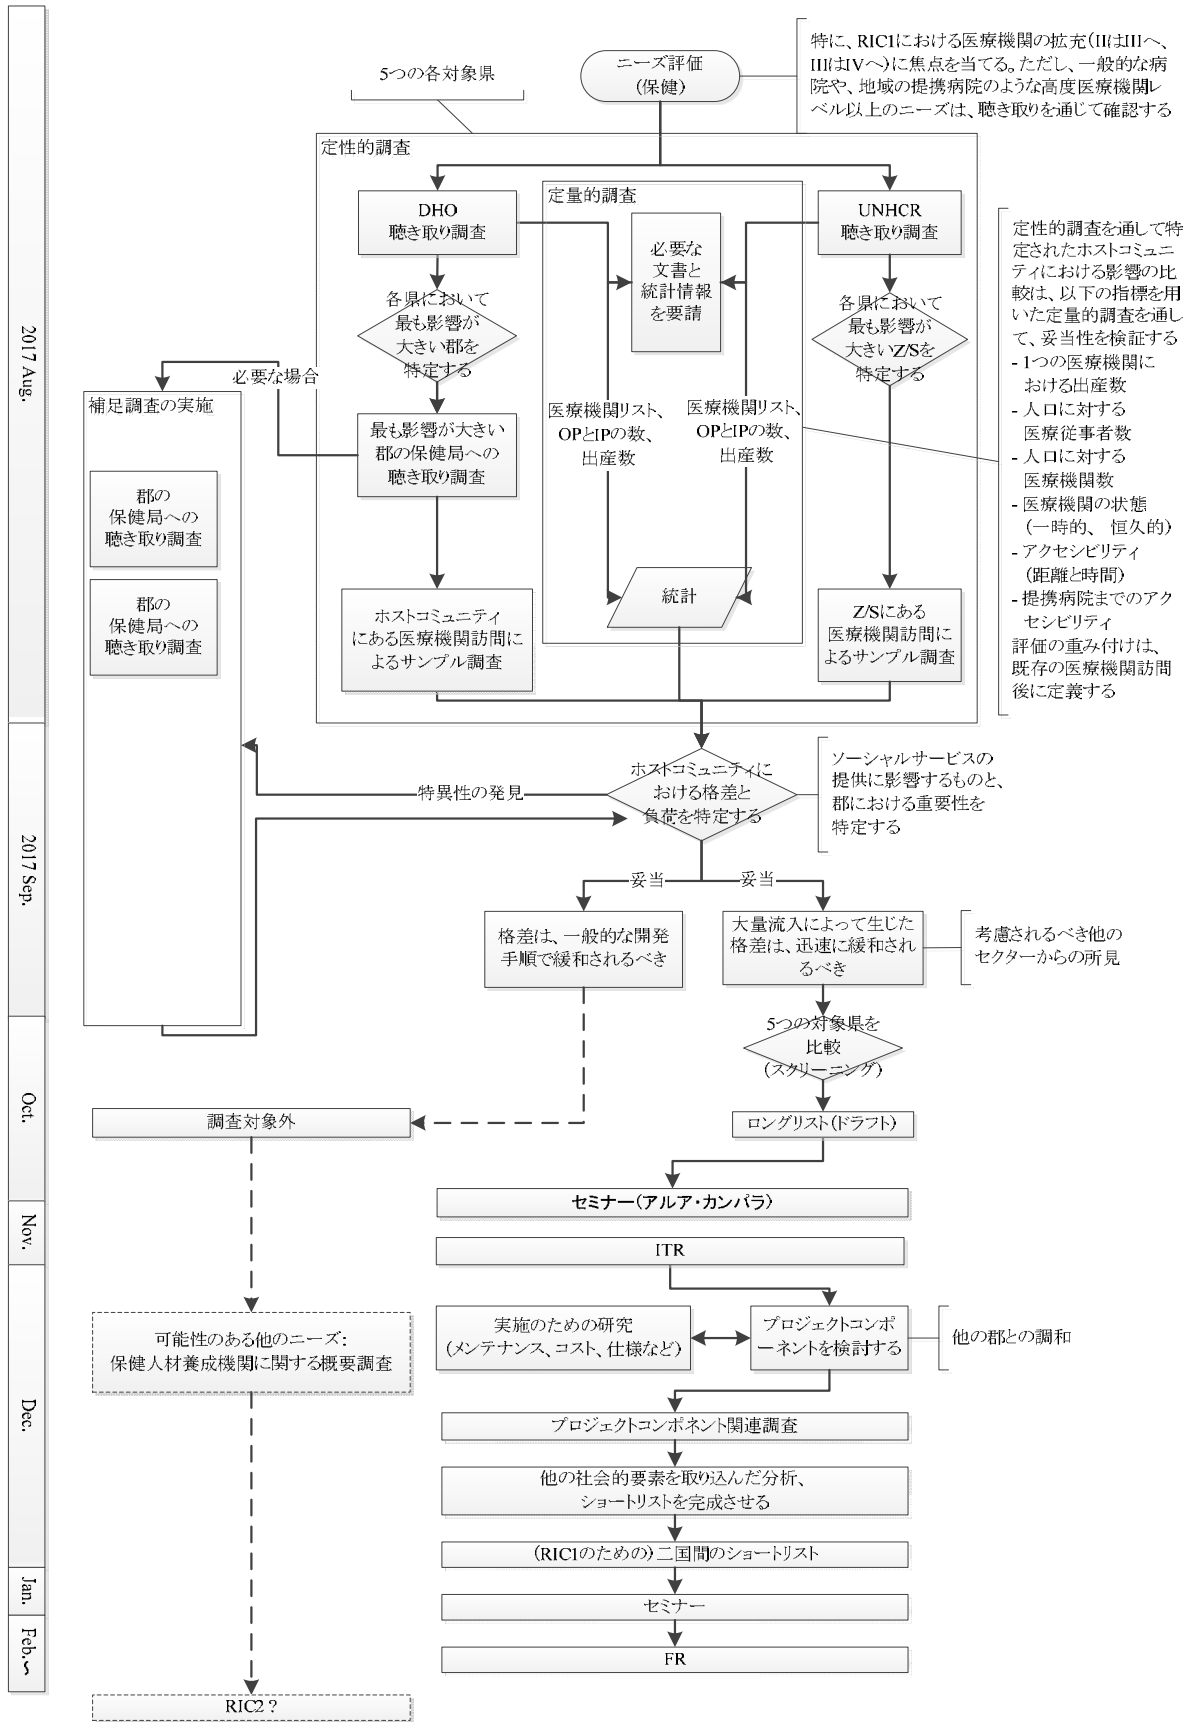 ニーズ評価
(保健)
特に、RIC1における医療機関の拡充(IIはIIIへ、
IIIはIVへ)に焦点を当てる。ただし、一般的な病
院や、地域の提携病院のような高度医療機関レ
ベル以上のニーズは、聴き取りを通じて確認する
5つの各対象県
定性的調査
DHO
聴き取り調査
定量的調査
必要な
文書と
統計情報
を要請
UNHCR
聴き取り調査
各県において
最も影響が
大きい郡を
特定する
各県において
最も影響が
大きいZ/Sを
特定する
定性的調査を通して特
定されたホストコミュニ
ティにおける影響の比
較は、以下の指標を用
いた定量的調査を通し
て、妥当性を検証する
- 1つの医療機関に
おける出産数
- 人口に対する
医療従事者数
- 人口に対する
医療機関数
- 医療機関の状態
(一時的、恒久的)
- アクセシビリティ
(距離と時間)
- 提携病院までのアク
セシビリティ
評価の重み付けは、
既存の医療機関訪問
後に定義する
2017 Aug.
必要な場合
補足調査の実施
郡の
保健局への
聴き取り調査
郡の
保健局への
聴き取り調査
最も影響が大きい
郡の保健局への
聴き取り調査
医療機関リスト、
OPとIPの数、
出産数
医療機関リスト、
OPとIPの数、
出産数
統計
ホストコミュニティ
にある医療機関訪問に
よるサンプル調査
Z/Sにある
医療機関訪問に
よるサンプル調査
2017 Sep.
特異性の発見
ホストコミュニティに
おける格差と
負荷を特定する
ソーシャルサービスの
提供に影響するものと、
郡における重要性を
特定する
妥当
妥当
格差は、一般的な開発
手順で緩和されるべき
大量流入によって生じた
格差は、迅速に緩和され
るべき
考慮されるべき他の
セクターからの所見
Oct.
5つの対象県を
比較
(スクリーニング)
調査対象外
ロングリスト(ドラフト)
セミナー(アルア・カンパラ)
Nov.
ITR
Dec.
可能性のある他のニーズ:
保健人材養成機関に関する概要調査
実施のための研究
(メンテナンス、コスト、仕様など)
プロジェクトコンポ
ーネントを検討する
他の郡との調和
プロジェクトコンポネント関連調査
他の社会的要素を取り込んだ分析、
ショートリストを完成させる
(RIC1のための)二国間のショートリスト
Jan.
セミナー
Feb.~
FR
RIC2？